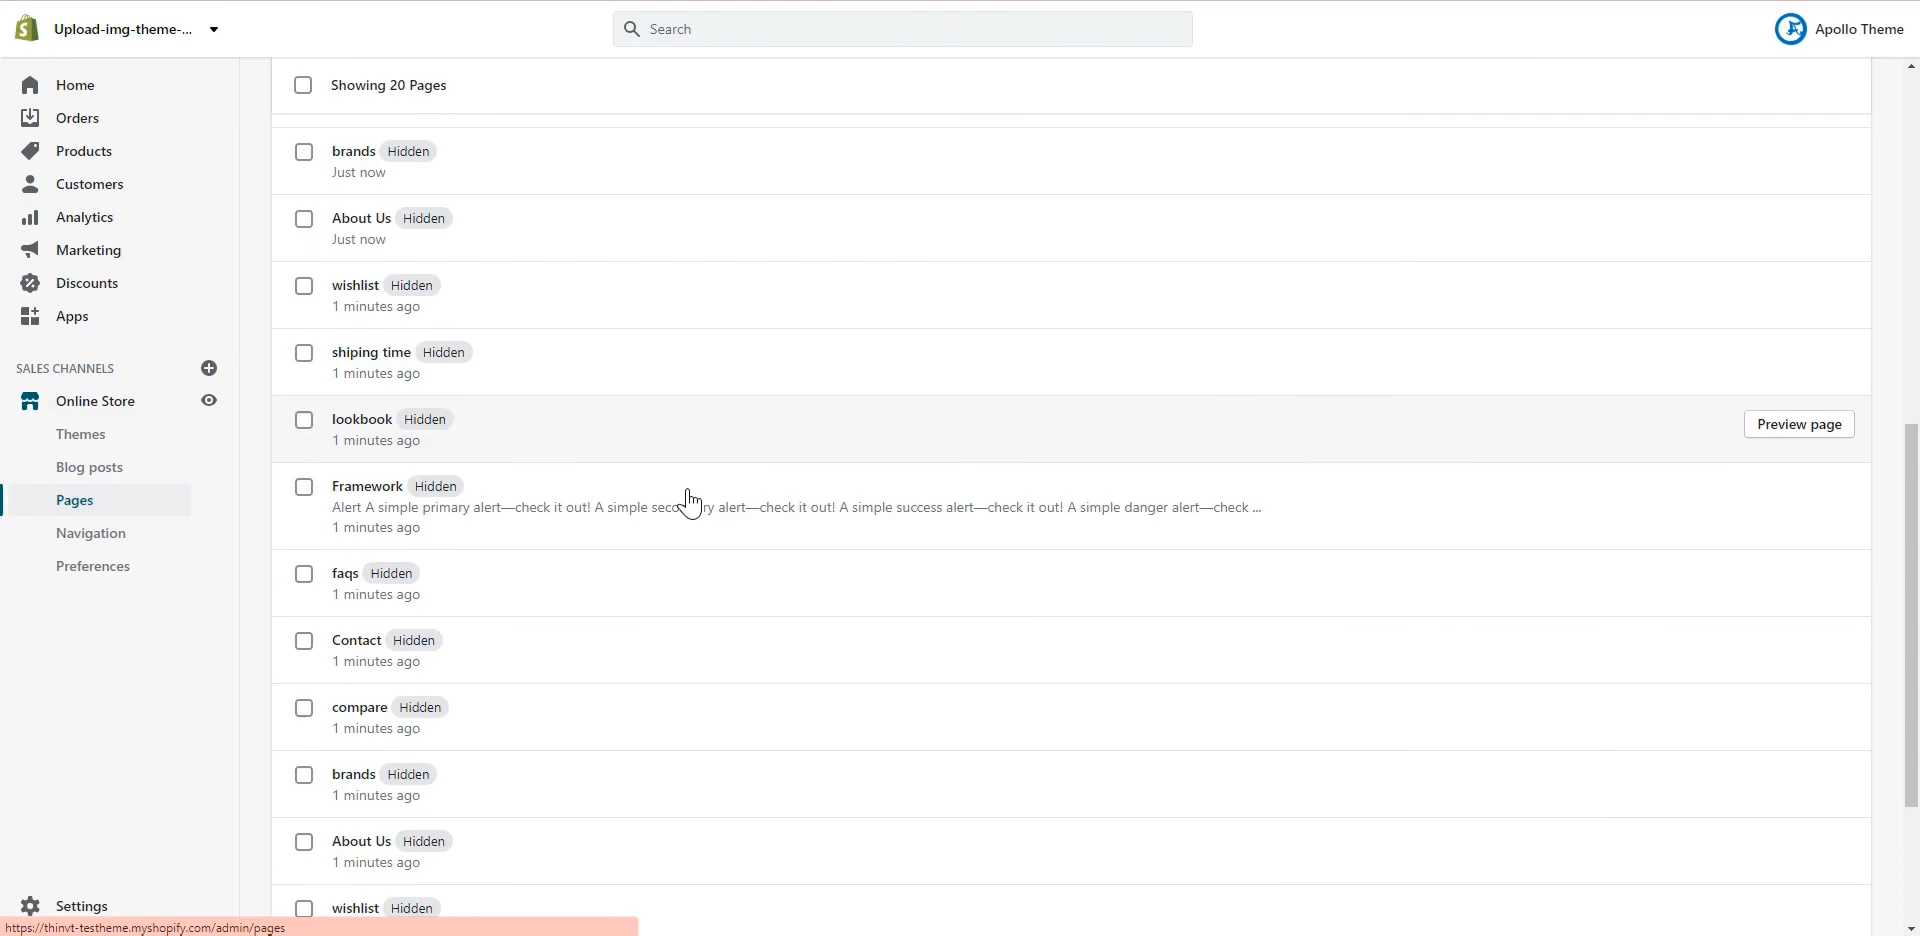 Upload-img-theme-...
Search
Apollo Theme
Home
Orders
Products
Customers
Analytics
Marketing
Discounts
Apps
SALES CHANNELS
Online Store
Themes
Blog posts
Pages
Navigation
Preferences
Settings
https://thinvt-testheme.myshopify.com/admin/pages
Showing 20 Pages
brands Hidden
Just now
About Us Hidden
Just now
wishlist Hidden
1 minutes ago
shiping time Hidden
1 minutes ago
lookbook Hidden
1 minutes ago
Preview page
Framework Hidden
Alert A simple primary alert—check it out! A simple secondary alert—check it out! A simple success alert—check it out! A simple danger alert—check ...
1 minutes ago
faqs Hidden
1 minutes ago
Contact Hidden
1 minutes ago
compare Hidden
1 minutes ago
brands Hidden
1 minutes ago
About Us Hidden
1 minutes ago
wishlist Hidden